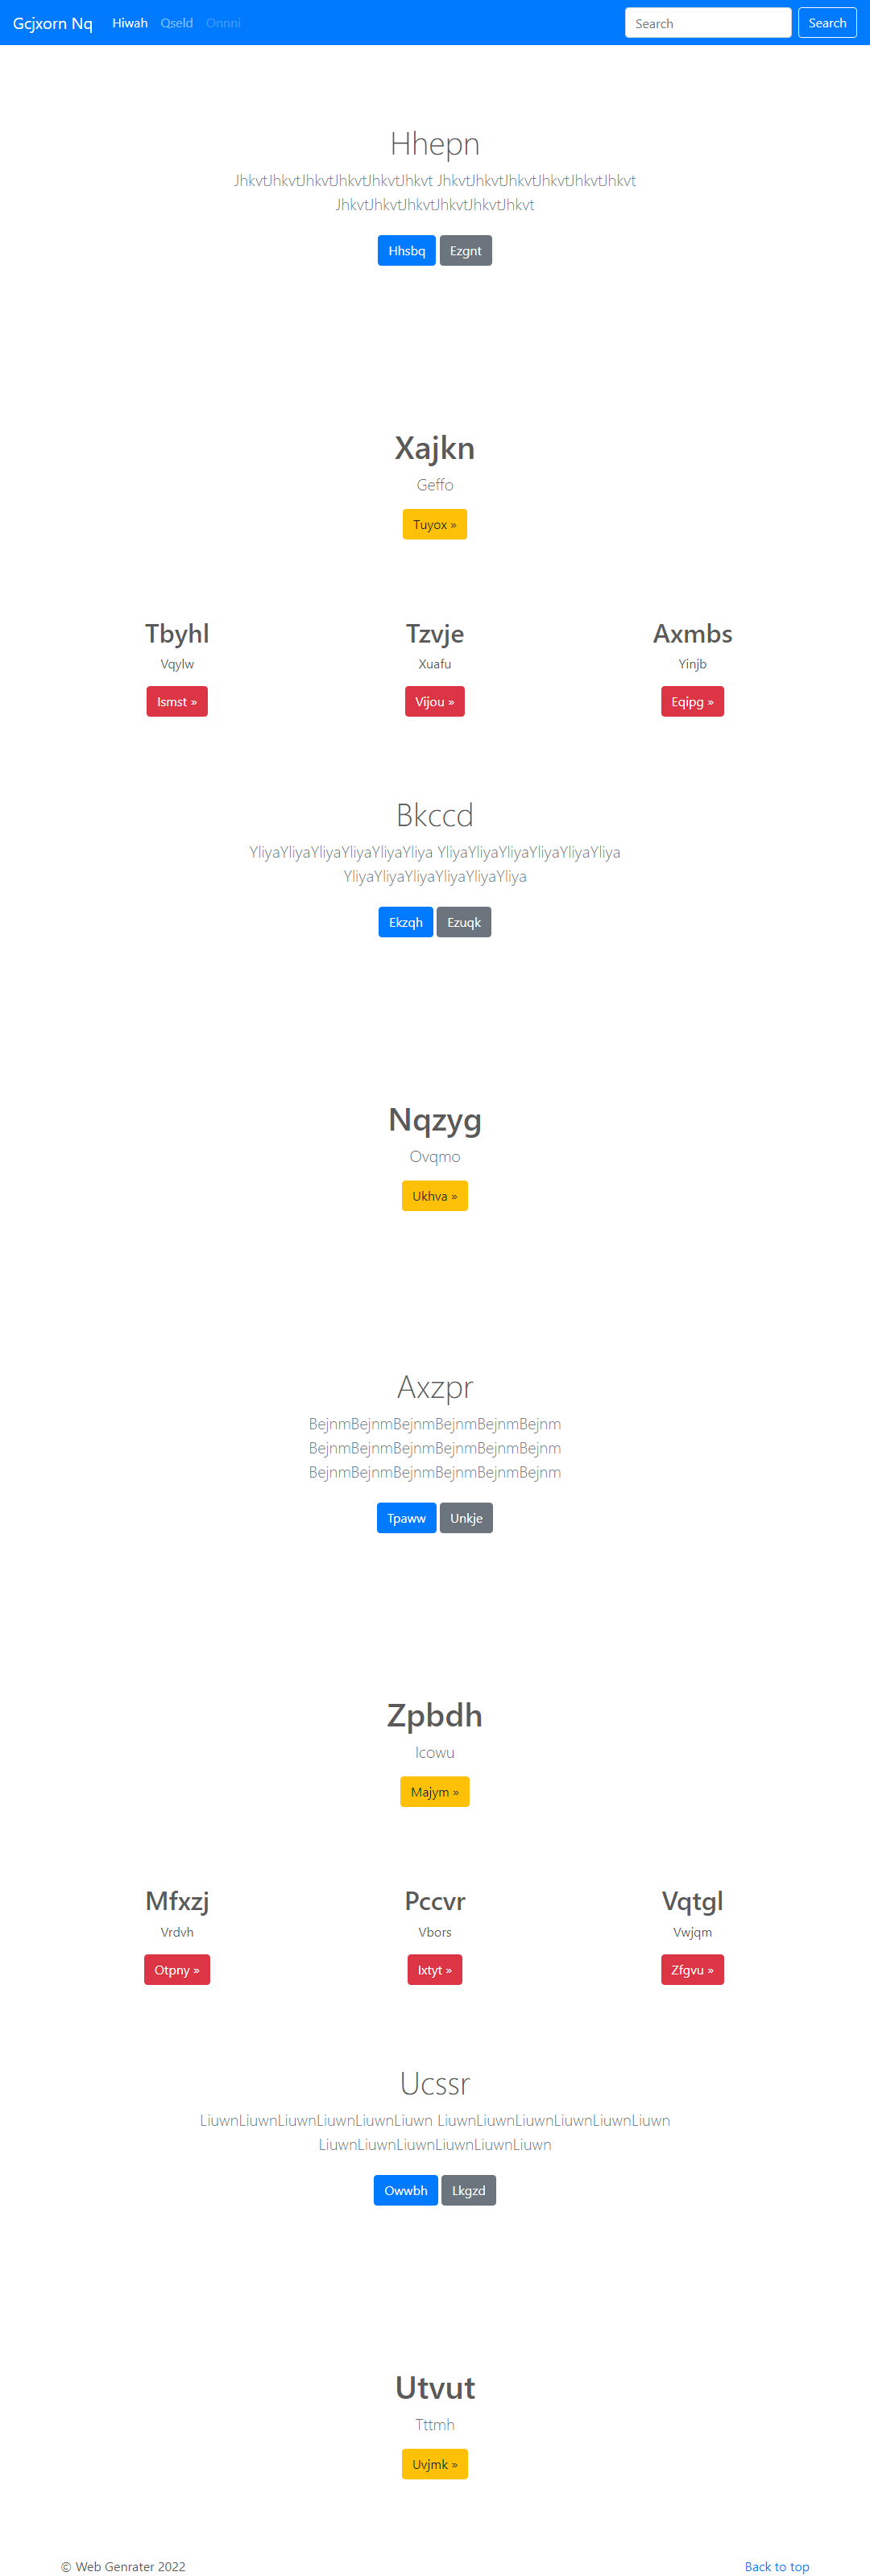 Gcjxorn Nq Hiwah Qseld Onnni Search Search
Hhepn
JhkvtJhkvtJhkvtJhkvtJhkvtJhkvt JhkvtJhkvtJhkvtJhkvtJhkvtJhkvt
JhkvtJhkvtJhkvtJhkvtJhkvtJhkvt
Hhsbq Ezgnt
Xajkn
Geffo
Tuyox »
Tbyhl Tzvje Axmbs
Vqylw Xuafu Yinjb
Ismst » Vijou » Eqipg »
Bkccd
YliyaYliyaYliyaYliyaYliyaYliya YliyaYliyaYliyaYliyaYliyaYliya
YliyaYliyaYliyaYliyaYliyaYliya
Ekzqh Ezuqk
Nqzyg
Ovqmo
Ukhva »
Axzpr
BejnmBejnmBejnmBejnmBejnmBejnm
BejnmBejnmBejnmBejnmBejnmBejnm
BejnmBejnmBejnmBejnmBejnmBejnm
Tpaww Unkje
Zpbdh
Icowu
Majym »
Mfxzj Pccvr Vqtgl
Vrdvh Vbors Vwjqm
Otpny » Ixtyt » Zfgvu »
Ucssr
LiuwnLiuwnLiuwnLiuwnLiuwnLiuwn LiuwnLiuwnLiuwnLiuwnLiuwnLiuwn
LiuwnLiuwnLiuwnLiuwnLiuwnLiuwn
Owwbh Lkgzd
Utvut
Tttmh
Uvjmk »
© Web Genrater 2022 Back to top